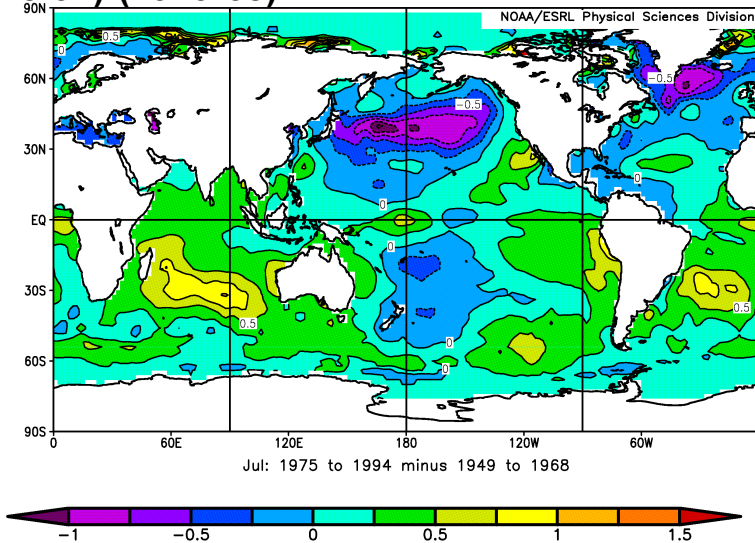 NOAA/ESRL Physical Sciences Division
90N
60N
30N
EQ
30S
60S
90S
0.5
0
-0.5
-0.5
0
0
0
0
0.5
0.5
0
0
0 60E 120E 180 120W 60W
Jul: 1975 to 1994 minus 1949 to 1968
-1 -0.5 0 0.5 1 1.5